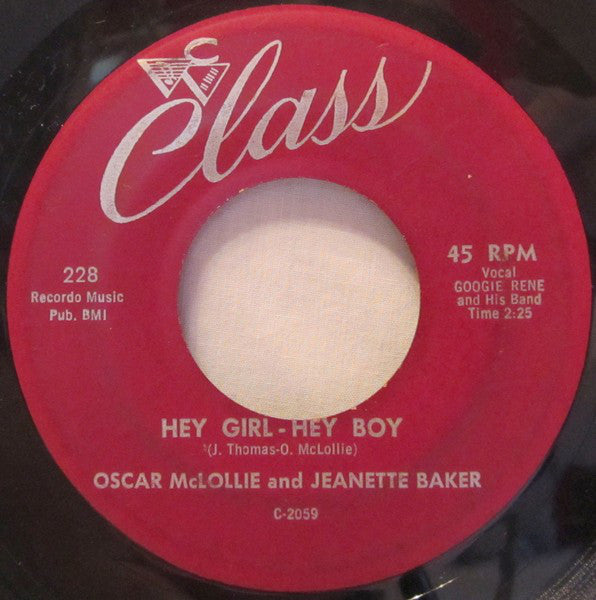 Class
228
Recordo Music
Pub. BMI
45 RPM
Vocal
GOOGIE RENE
and His Band
Time 2:25
HEY GIRL - HEY BOY
(J. Thomas-O. McLollie)
OSCAR McLOLLIE and JEANETTE BAKER
C-2059